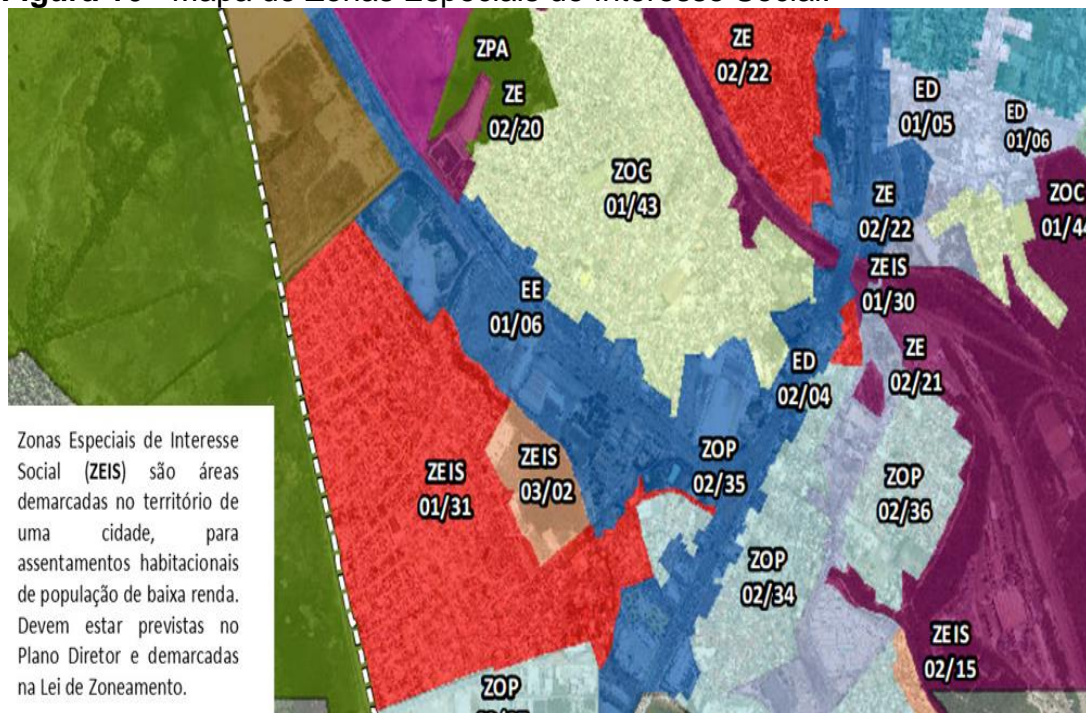 Mapa de Zonas Especiais de Interesse Social.
ZPA
ZE
02/20
ZE
02/22
ED
01/05
ED
01/06
ZOC
01/43
ZE
02/22
ZOC
01/44
ZEIS
01/30
EE
01/06
ZE
02/21
ED
02/04
ZEIS
01/31
ZEIS
03/02
ZOP
02/35
ZOP
02/36
ZOP
02/34
ZEIS
02/15
ZOP
Zonas Especiais de Interesse
Social (ZEIS) são áreas
demarcadas no território de
uma cidade, para
assentamentos habitacionais
de população de baixa renda.
Devem estar previstas no
Plano Diretor e demarcadas
na Lei de Zoneamento.